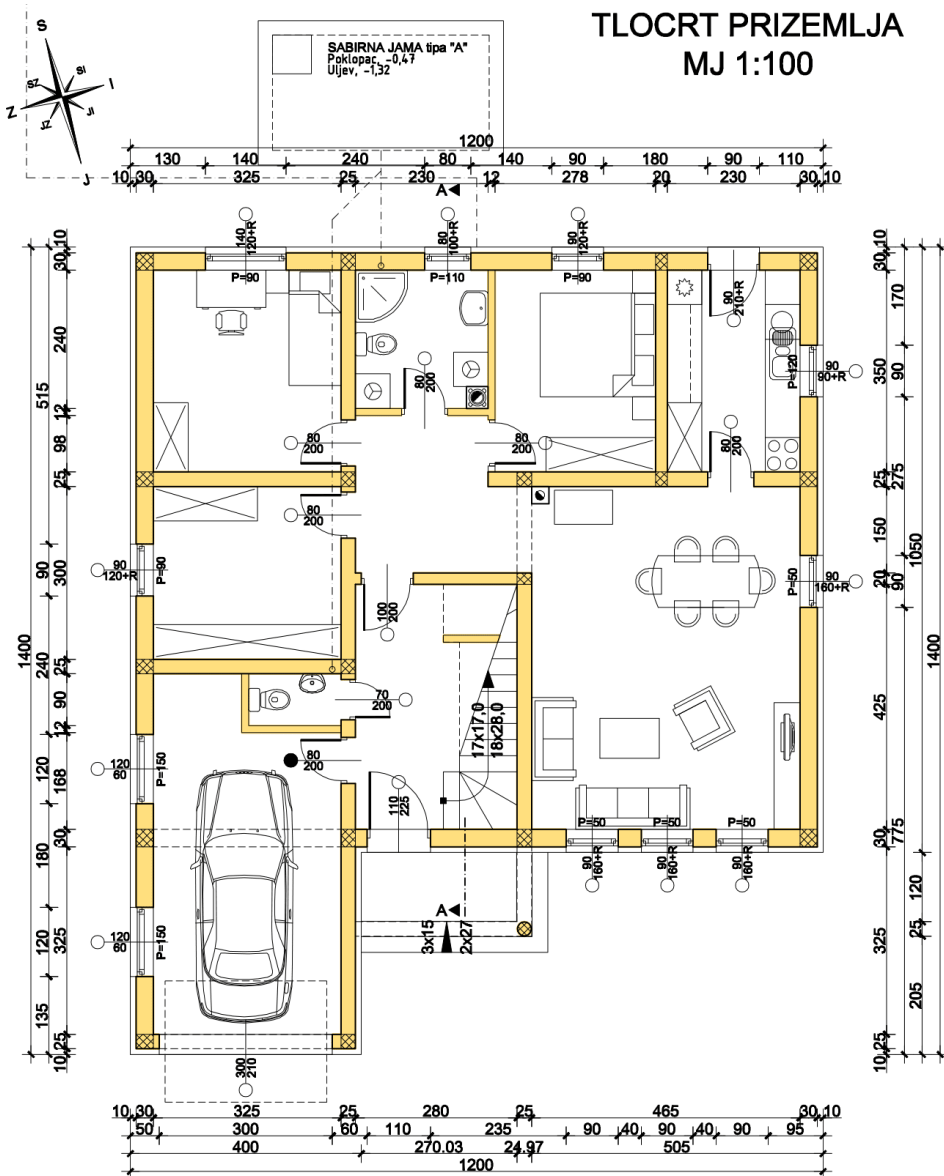 TLOCRT PRIZEMLJA
MJ 1:100
SABIRNA JAMA tipa "A"
Poklopac, -0,47
Uljev, -1,32
S
SZ
SI
Z
I
JZ
JI
J
1200
130 140 240 80 140 90 180 90 110
10 30 325 25 230 12 278 20 230 30 10
A
140
120+R
80
100+R
90
120+R
P=90
P=110
P=90
90
210+R
P=120
90
90+R
80
200
80
200
80
200
80
200
80
200
90
120+R
P=90
P=50
90
160+R
100
200
70
200
80
200
17x17,0
18x28,0
110
225
120
60
P=150
120
60
P=150
P=50
P=50
P=50
90
160+R
90
160+R
90
160+R
A
3x15
2x27
300
210
1400
515 90 240 120 180 120 135
10 30 240 12 98 25 300 25 90 12 168 30 325 25 10
10 30 350 25 150 20 425 30 325 25 10
170 90 275 90 775 120 25 205
1050
1400
10 30 325 25 280 25 465 30 10
50 300 60 110 235 90 40 90 40 90 95
400 270.03 24.97 505
1200